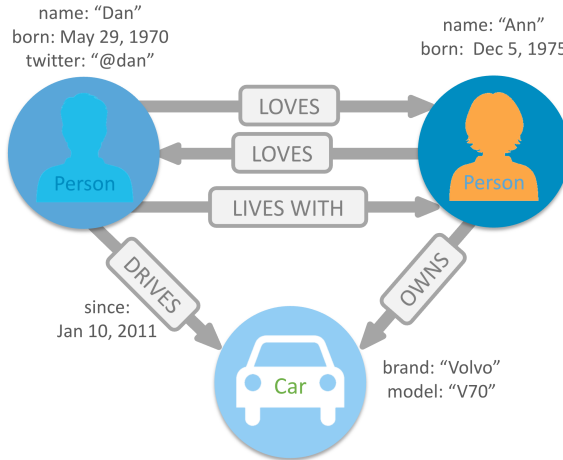 name: “Dan”
born: May 29, 1970
twitter: “@dan”
name: “Ann”
born: Dec 5, 1975
LOVES
LOVES
Person
Person
LIVES WITH
DRIVES
OWNS
since:
Jan 10, 2011
Car
brand: “Volvo”
model: “V70”